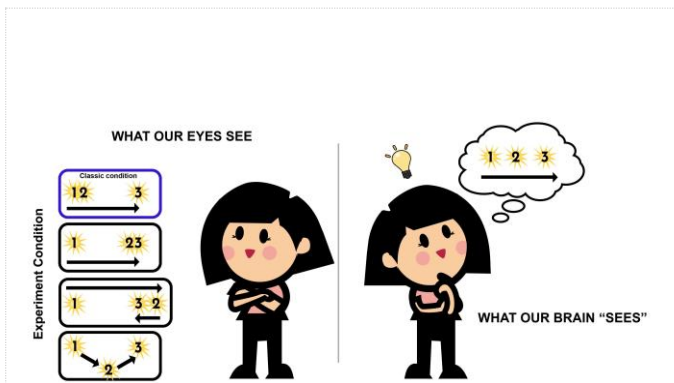 WHAT OUR EYES SEE
Experiment Condition
Classic condition
12 3
1 23
1 3 2
1 3
2
1 2 3
WHAT OUR BRAIN “SEES”